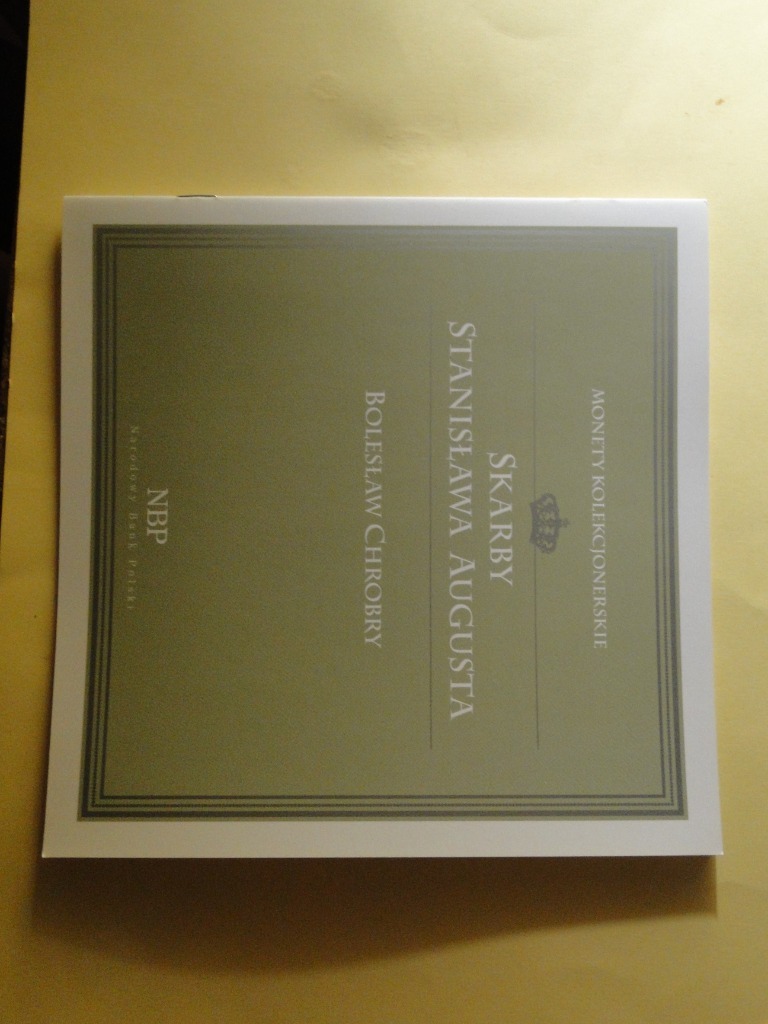 MONETY KOLEKCJONERSKIE
SKARBY
STANISŁAWA AUGUSTA
BOLESŁAW CHROBRY
NBP
Narodowy Bank Polski